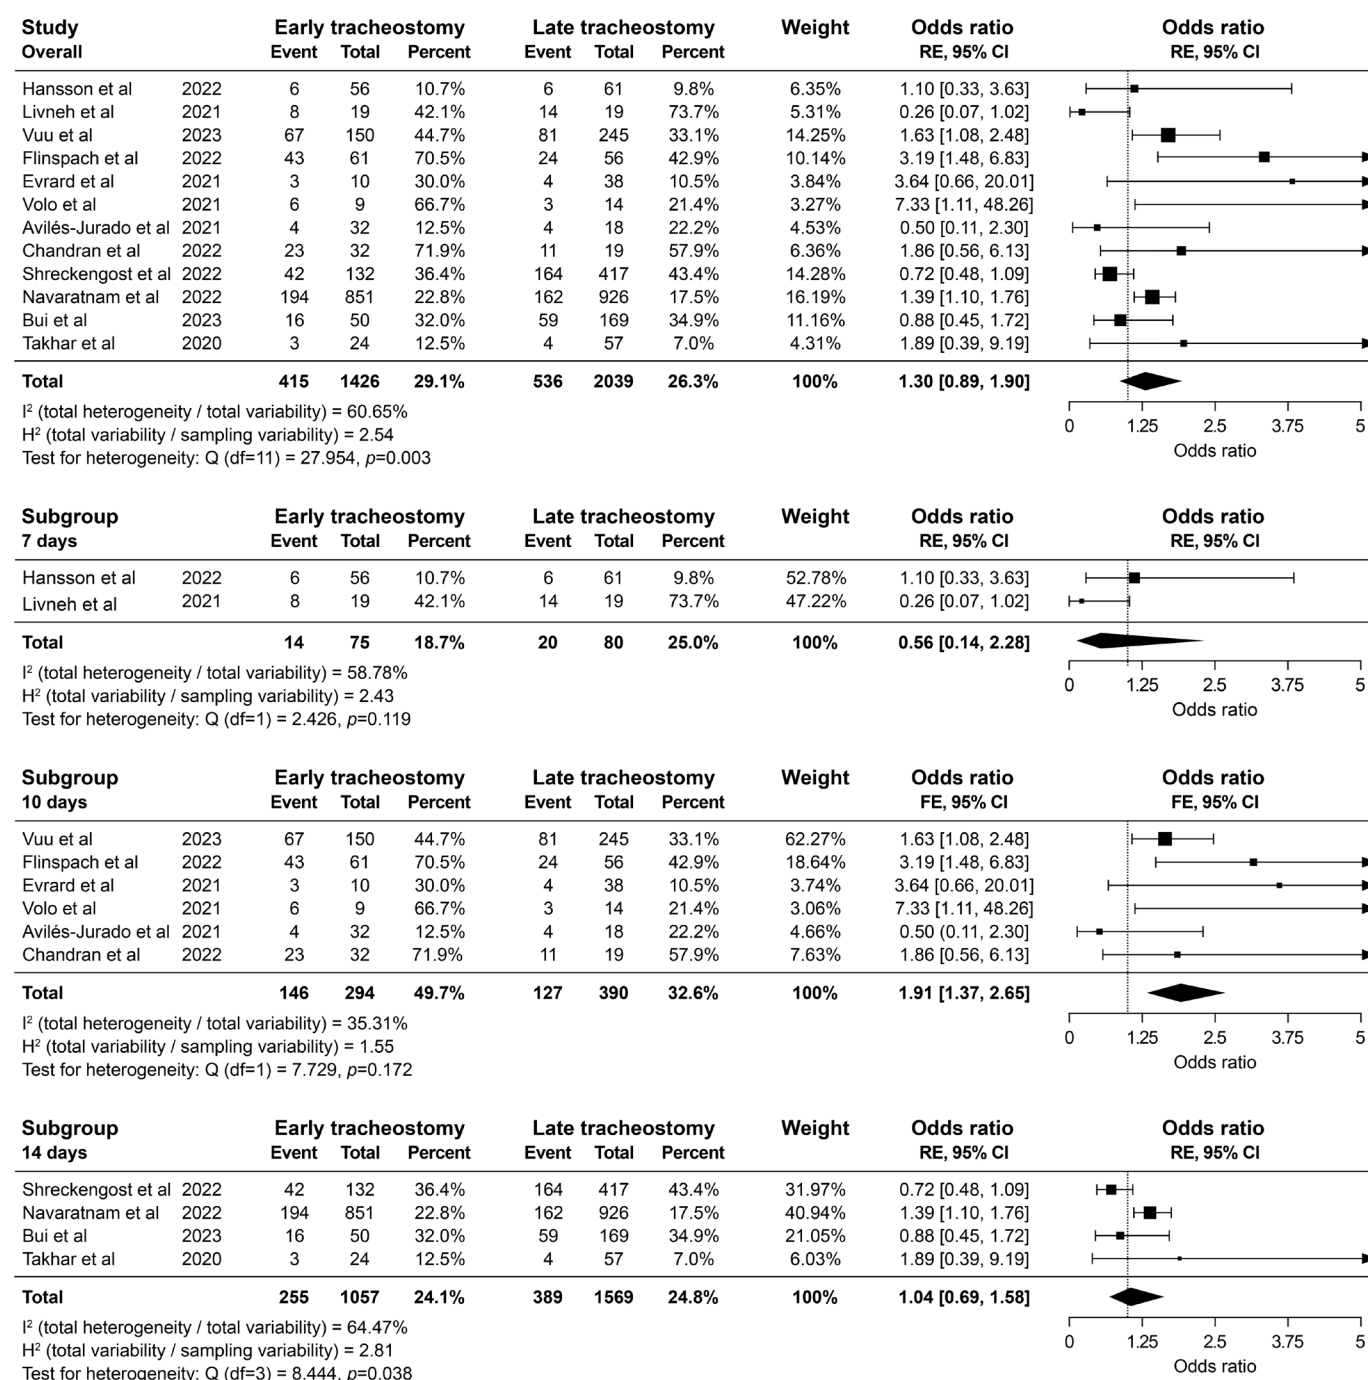 Study Early tracheostomy Late tracheostomy Weight Odds ratio Odds ratio
Overall Event Total Percent Event Total Percent RE, 95% CI RE, 95% CI
Hansson et al 2022 6 56 10.7% 6 61 9.8% 6.35% 1.10 [0.33, 3.63]
Livneh et al 2021 8 19 42.1% 14 19 73.7% 5.31% 0.26 [0.07, 1.02]
Vuu et al 2023 67 150 44.7% 81 245 33.1% 14.25% 1.63 [1.08, 2.48]
Flinspach et al 2022 43 61 70.5% 24 56 42.9% 10.14% 3.19 [1.48, 6.83]
Evrard et al 2021 3 10 30.0% 4 38 10.5% 3.84% 3.64 [0.66, 20.01]
Volo et al 2021 6 9 66.7% 3 14 21.4% 3.27% 7.33 [1.11, 48.26]
Avilés-Jurado et al 2021 4 32 12.5% 4 18 22.2% 4.53% 0.50 [0.11, 2.30]
Chandran et al 2022 23 32 71.9% 11 19 57.9% 6.36% 1.86 [0.56, 6.13]
Shreckengost et al 2022 42 132 36.4% 164 417 43.4% 14.28% 0.72 [0.48, 1.09]
Navaratnam et al 2022 194 851 22.8% 162 926 17.5% 16.19% 1.39 [1.10, 1.76]
Bui et al 2023 16 50 32.0% 59 169 34.9% 11.16% 0.88 [0.45, 1.72]
Takhar et al 2020 3 24 12.5% 4 57 7.0% 4.31% 1.89 [0.39, 9.19]
Total 415 1426 29.1% 536 2039 26.3% 100% 1.30 [0.89, 1.90]
I² (total heterogeneity / total variability) = 60.65%
H² (total variability / sampling variability) = 2.54
Test for heterogeneity: Q (df=11) = 27.954, p=0.003
0 1.25 2.5 3.75 5
Odds ratio
Subgroup Early tracheostomy Late tracheostomy Weight Odds ratio Odds ratio
7 days Event Total Percent Event Total Percent RE, 95% CI RE, 95% CI
Hansson et al 2022 6 56 10.7% 6 61 9.8% 52.78% 1.10 [0.33, 3.63]
Livneh et al 2021 8 19 42.1% 14 19 73.7% 47.22% 0.26 [0.07, 1.02]
Total 14 75 18.7% 20 80 25.0% 100% 0.56 [0.14, 2.28]
I² (total heterogeneity / total variability) = 58.78%
H² (total variability / sampling variability) = 2.43
Test for heterogeneity: Q (df=1) = 2.426, p=0.119
0 1.25 2.5 3.75 5
Odds ratio
Subgroup Early tracheostomy Late tracheostomy Weight Odds ratio Odds ratio
10 days Event Total Percent Event Total Percent FE, 95% CI FE, 95% CI
Vuu et al 2023 67 150 44.7% 81 245 33.1% 62.27% 1.63 [1.08, 2.48]
Flinspach et al 2022 43 61 70.5% 24 56 42.9% 18.64% 3.19 [1.48, 6.83]
Evrard et al 2021 3 10 30.0% 4 38 10.5% 3.74% 3.64 [0.66, 20.01]
Volo et al 2021 6 9 66.7% 3 14 21.4% 3.06% 7.33 [1.11, 48.26]
Avilés-Jurado et al 2021 4 32 12.5% 4 18 22.2% 4.66% 0.50 (0.11, 2.30]
Chandran et al 2022 23 32 71.9% 11 19 57.9% 7.63% 1.86 [0.56, 6.13]
Total 146 294 49.7% 127 390 32.6% 100% 1.91 [1.37, 2.65]
I² (total heterogeneity / total variability) = 35.31%
H² (total variability / sampling variability) = 1.55
Test for heterogeneity: Q (df=1) = 7.729, p=0.172
0 1.25 2.5 3.75 5
Odds ratio
Subgroup Early tracheostomy Late tracheostomy Weight Odds ratio Odds ratio
14 days Event Total Percent Event Total Percent RE, 95% CI RE, 95% CI
Shreckengost et al 2022 42 132 36.4% 164 417 43.4% 31.97% 0.72 [0.48, 1.09]
Navaratnam et al 2022 194 851 22.8% 162 926 17.5% 40.94% 1.39 [1.10, 1.76]
Bui et al 2023 16 50 32.0% 59 169 34.9% 21.05% 0.88 [0.45, 1.72]
Takhar et al 2020 3 24 12.5% 4 57 7.0% 6.03% 1.89 [0.39, 9.19]
Total 255 1057 24.1% 389 1569 24.8% 100% 1.04 [0.69, 1.58]
I² (total heterogeneity / total variability) = 64.47%
H² (total variability / sampling variability) = 2.81
Test for heterogeneity: Q (df=3) = 8.444, p=0.038
0 1.25 2.5 3.75 5
Odds ratio